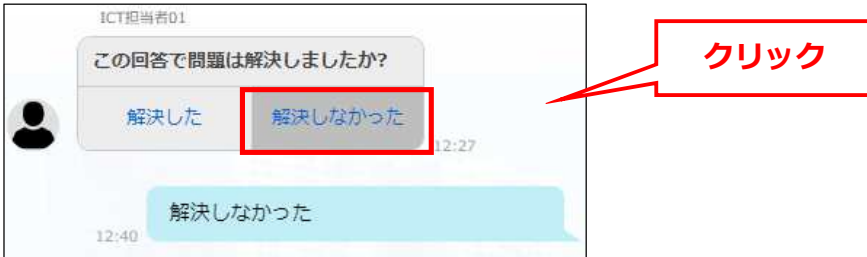 ICT担当者01
この回答で問題は解決しましたか?
解決した
解決しなかった
12:27
クリック
解決しなかった
12:40